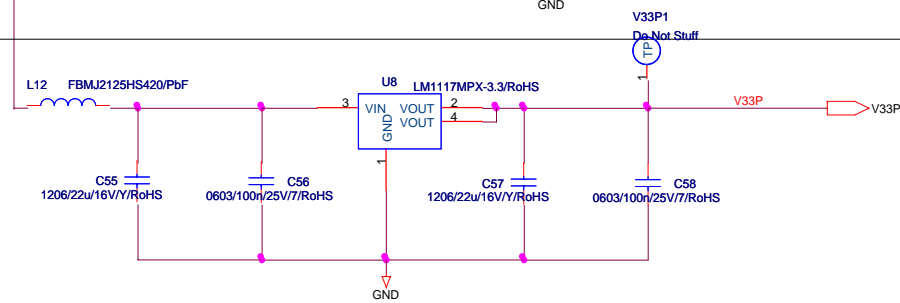 GND
V33P1
Do Not Stuff
TP
1
L12 FBMJ2125HS420/PbF
U8 LM1117MPX-3.3/RoHS
3 VIN VOUT 2
VOUT 4
GND
1
V33P
V33P
C55
1206/22u/16V/Y/RoHS
C56
0603/100n/25V/7/RoHS
C57
1206/22u/16V/Y/RoHS
C58
0603/100n/25V/7/RoHS
GND